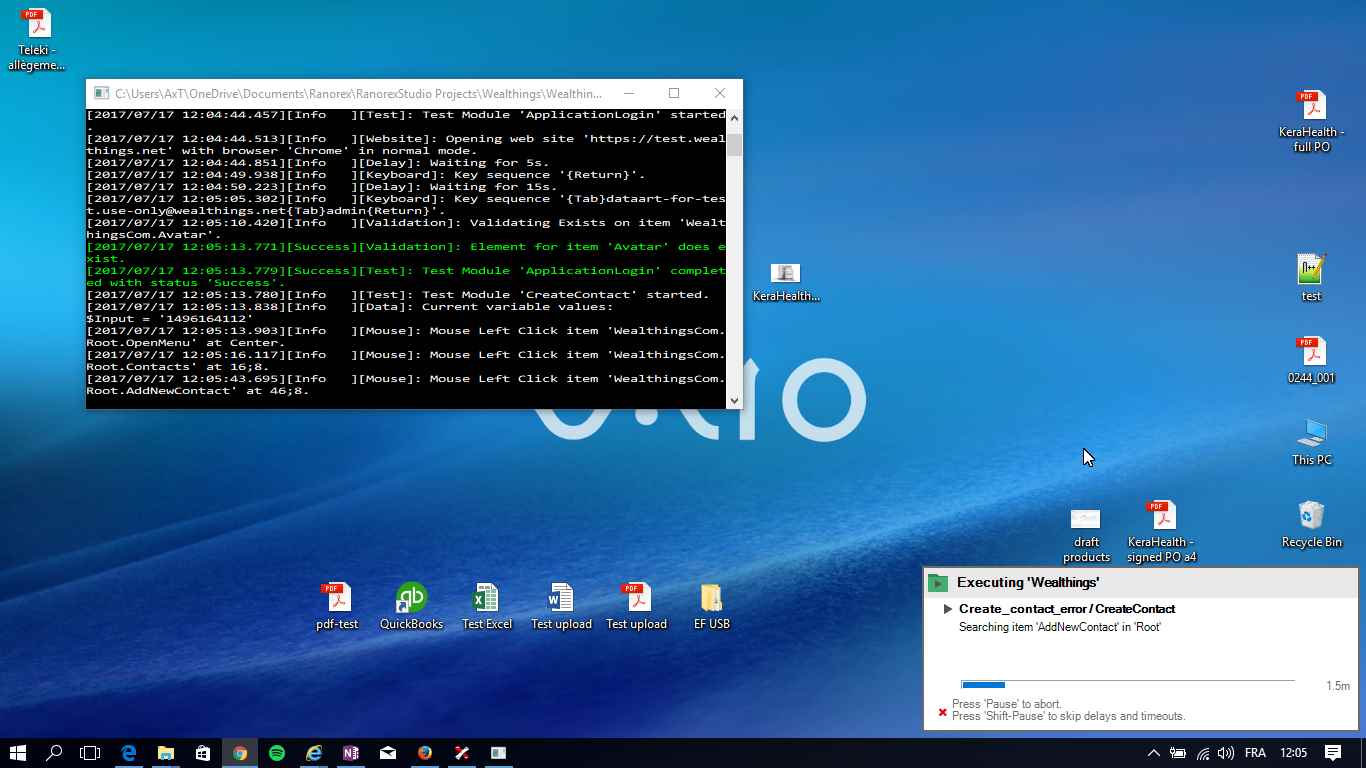 Teleki -
allègeme...
C:\Users\AxT\OneDrive\Documents\Ranorex\RanorexStudio Projects\Wealthings\Wealthin...
[2017/07/17 12:04:44.457][Info   ][Test]: Test Module 'ApplicationLogin' started
.
[2017/07/17 12:04:44.513][Info   ][Website]: Opening web site 'https://test.weal
things.net' with browser 'Chrome' in normal mode.
[2017/07/17 12:04:44.851][Info   ][Delay]: Waiting for 5s.
[2017/07/17 12:04:49.938][Info   ][Keyboard]: Key sequence '{Return}'.
[2017/07/17 12:04:50.223][Info   ][Delay]: Waiting for 15s.
[2017/07/17 12:05:05.302][Info   ][Keyboard]: Key sequence '{Tab}dataart-for-tes
t.use-only@wealthings.net{Tab}admin{Return}'.
[2017/07/17 12:05:10.420][Info   ][Validation]: Validating Exists on item 'Wealt
hingsCom.Avatar'.
[2017/07/17 12:05:13.771][Success][Validation]: Element for item 'Avatar' does e
xist.
[2017/07/17 12:05:13.779][Success][Test]: Test Module 'ApplicationLogin' complet
ed with status 'Success'.
[2017/07/17 12:05:13.780][Info   ][Test]: Test Module 'CreateContact' started.
[2017/07/17 12:05:13.838][Info   ][Data]: Current variable values:
$Input = '1496164112'
[2017/07/17 12:05:13.903][Info   ][Mouse]: Mouse Left Click item 'WealthingsCom.
Root.OpenMenu' at Center.
[2017/07/17 12:05:16.117][Info   ][Mouse]: Mouse Left Click item 'WealthingsCom.
Root.Contacts' at 16;8.
[2017/07/17 12:05:43.695][Info   ][Mouse]: Mouse Left Click item 'WealthingsCom.
Root.AddNewContact' at 46;8.
KeraHealth -
full PO
KeraHealth...
test
0244_001
This PC
draft
products
KeraHealth -
signed PO a4
Recycle Bin
pdf-test
QuickBooks
Test Excel
Test upload
Test upload
EF USB
Executing 'Wealthings'
Create_contact_error / CreateContact
Searching item 'AddNewContact' in 'Root'
1.5m
Press 'Pause' to abort.
Press 'Shift-Pause' to skip delays and timeouts.
FRA
12:05